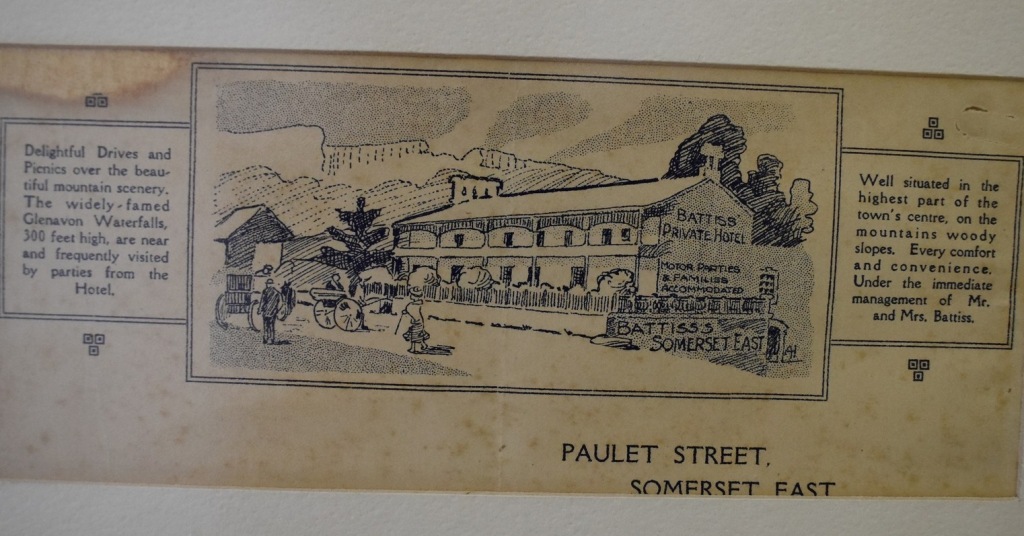 Delightful Drives and
Picnics over the beau-
tiful mountain scenery.
The widely-famed
Glenavon Waterfalls,
300 feet high, are near
and frequently visited
by parties from the
Hotel.
BATTISS
PRIVATE HOTEL
MOTOR PARTIES
& FAMILIES
ACCOMMODATED
BATTISS'S
SOMERSET EAST
AH
Well situated in the
highest part of the
town's centre, on the
mountains woody
slopes. Every comfort
and convenience.
Under the immediate
management of Mr.
and Mrs. Battiss.
PAULET STREET,
SOMERSET EAST